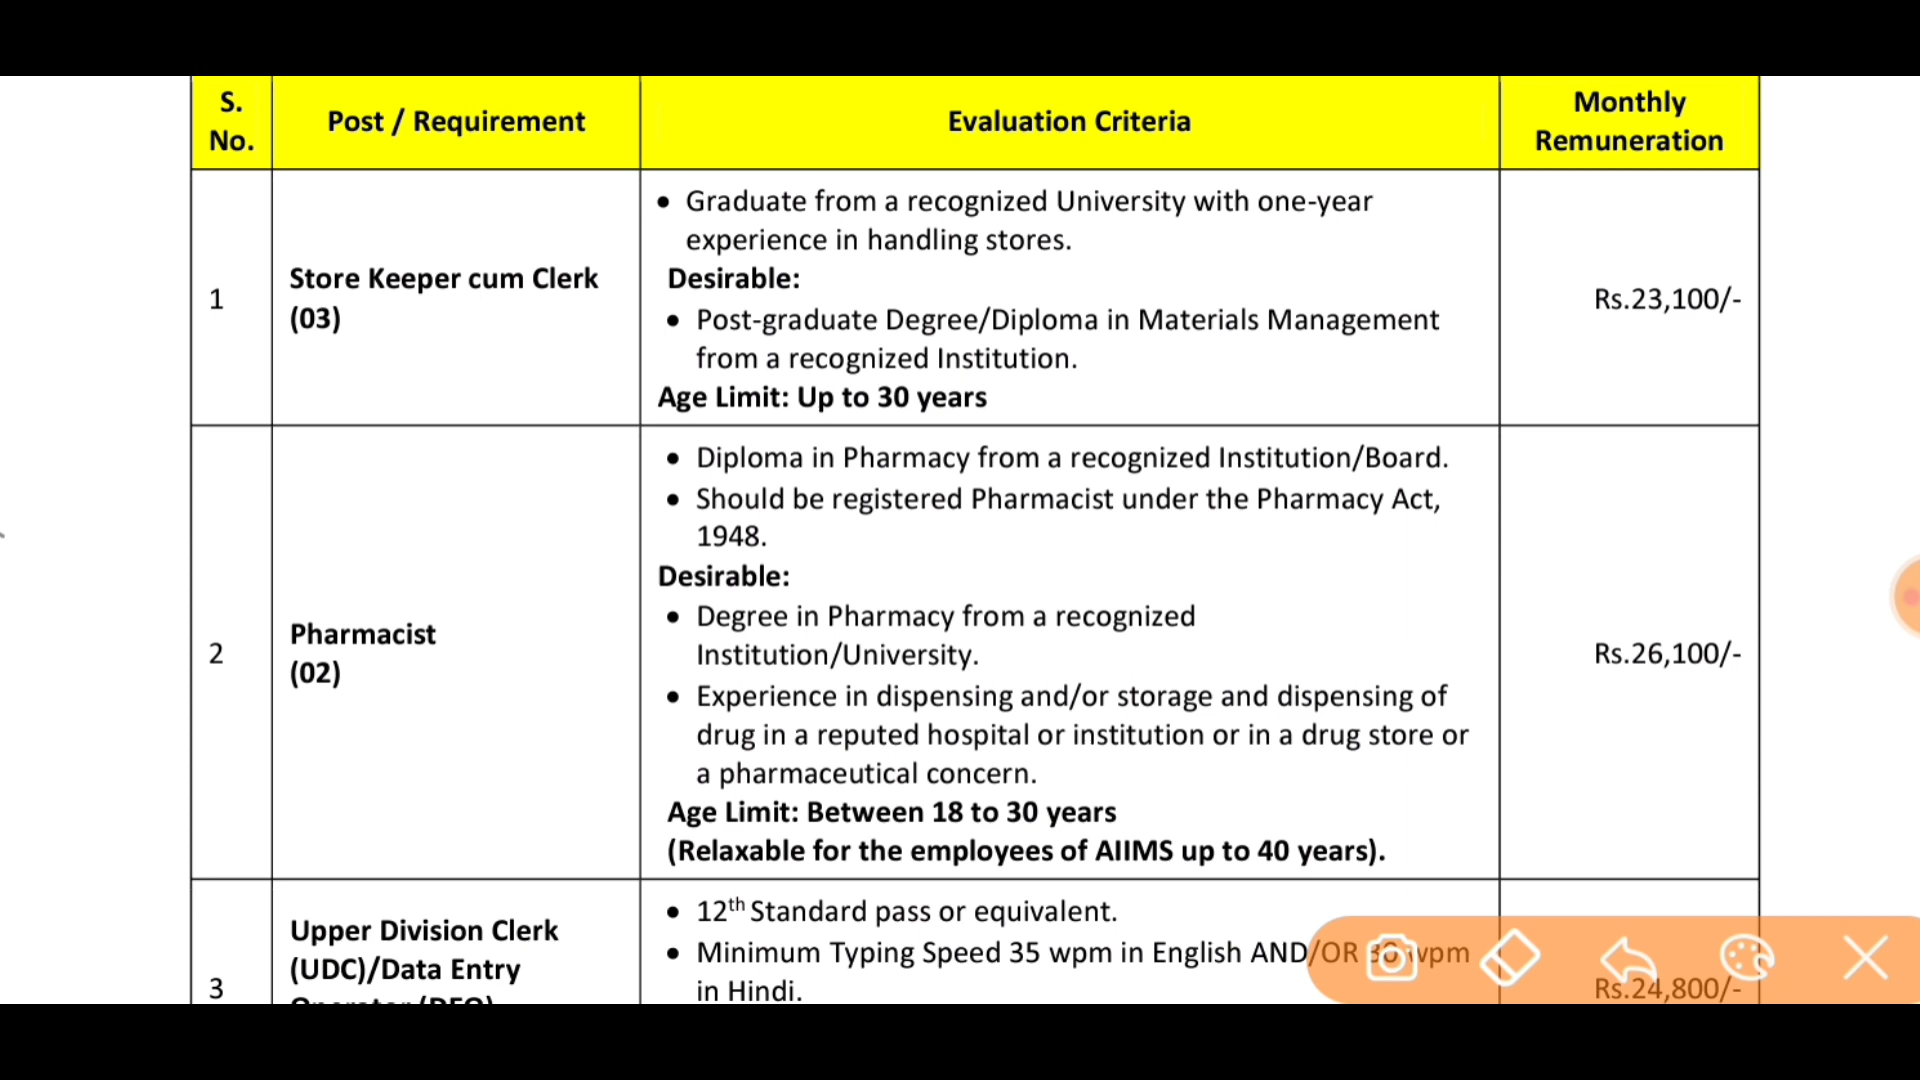 S.
No.
Post / Requirement
Evaluation Criteria
Monthly
Remuneration
1
Store Keeper cum Clerk
(03)
• Graduate from a recognized University with one-year
experience in handling stores.
Desirable:
• Post-graduate Degree/Diploma in Materials Management
from a recognized Institution.
Age Limit: Up to 30 years
Rs.23,100/-
2
Pharmacist
(02)
• Diploma in Pharmacy from a recognized Institution/Board.
• Should be registered Pharmacist under the Pharmacy Act,
1948.
Desirable:
• Degree in Pharmacy from a recognized
Institution/University.
• Experience in dispensing and/or storage and dispensing of
drug in a reputed hospital or institution or in a drug store or
a pharmaceutical concern.
Age Limit: Between 18 to 30 years
(Relaxable for the employees of AIIMS up to 40 years).
Rs.26,100/-
3
Upper Division Clerk
(UDC)/Data Entry
• 12th Standard pass or equivalent.
• Minimum Typing Speed 35 wpm in English AND/OR 30 wpm
in Hindi.
Rs.24,800/-